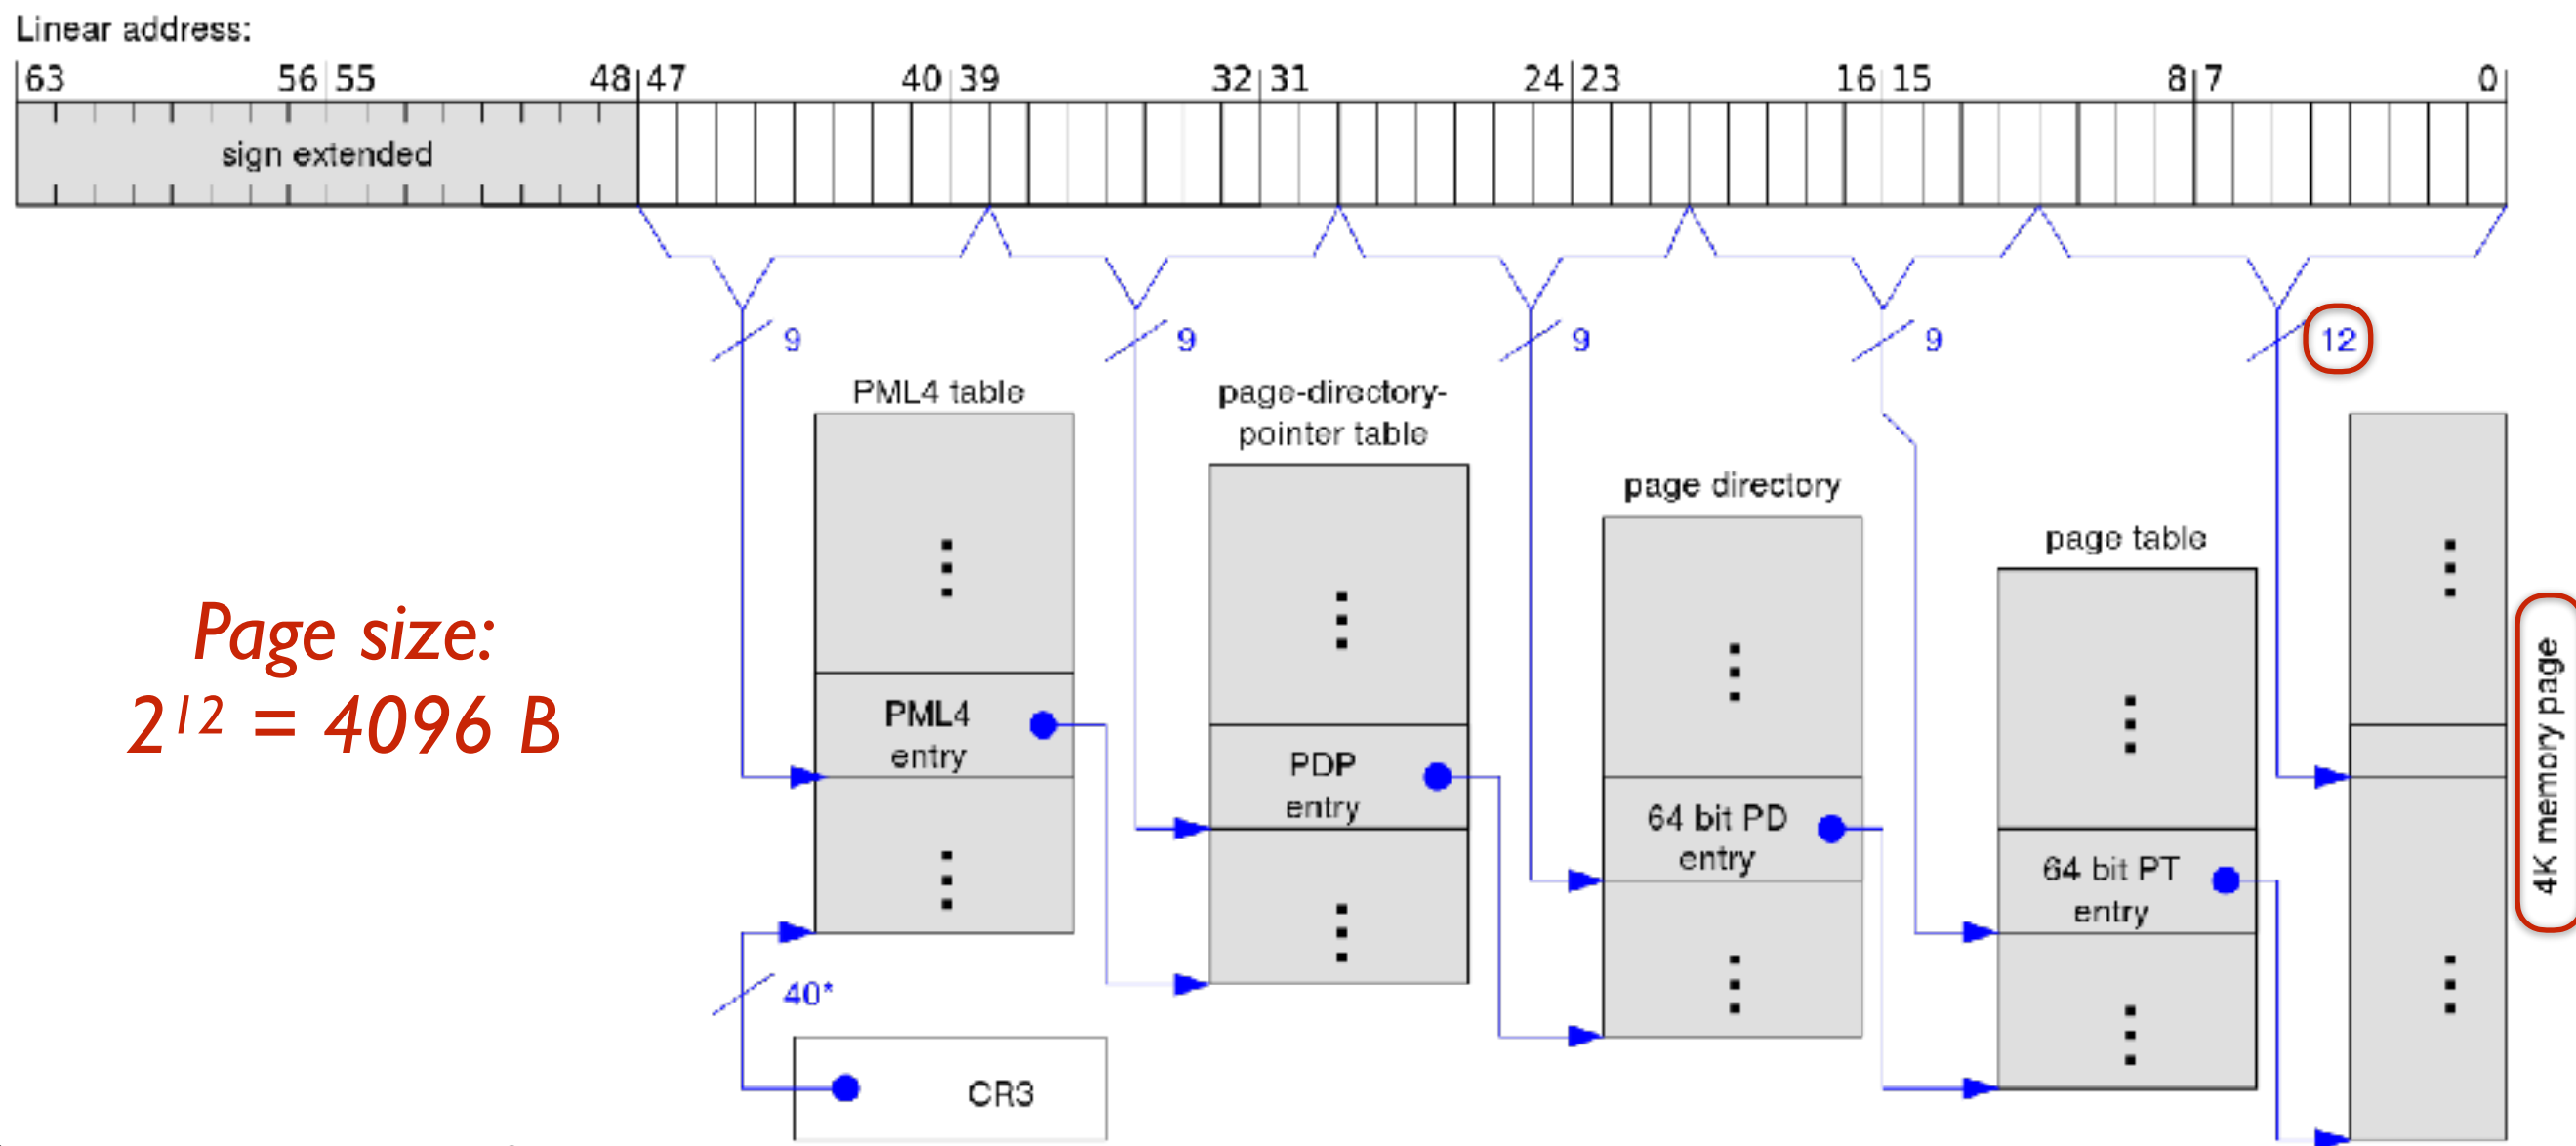 Linear address:
63 56 55 48 47 40 39 32 31 24 23 16 15 8 7 0
sign extended
9 9 9 9 12
PML4 table
page-directory-
pointer table
page directory
page table
Page size:
2¹² = 4096 B
PML4
entry
PDP
entry
64 bit PD
entry
64 bit PT
entry
4K memory page
40*
CR3